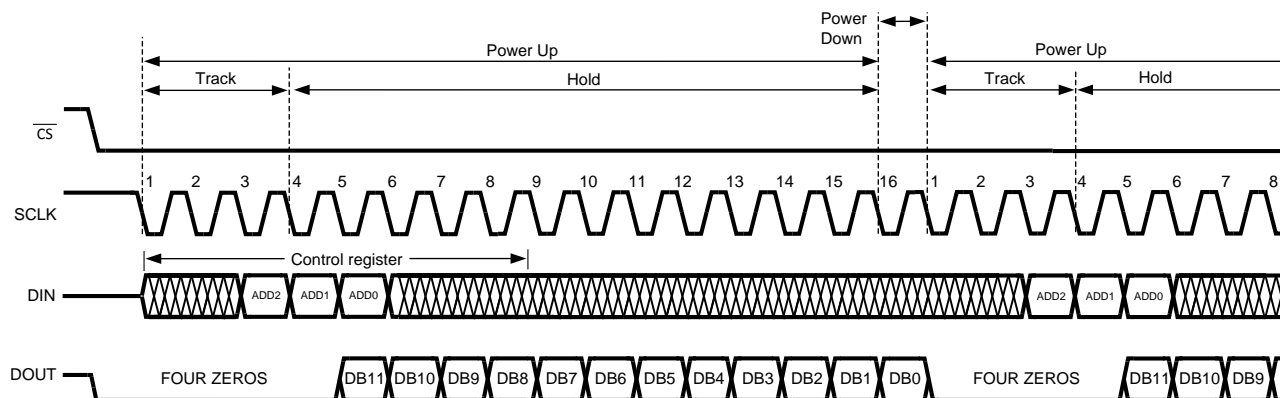 Power
Down
Power Up
Power Up
Track
Hold
Track
Hold
CS
1 2 3 4 5 6 7 8 9 10 11 12 13 14 15 16 1 2 3 4 5 6 7 8
SCLK
Control register
DIN
ADD2 ADD1 ADD0 ADD2 ADD1 ADD0
DOUT
FOUR ZEROS DB11 DB10 DB9 DB8 DB7 DB6 DB5 DB4 DB3 DB2 DB1 DB0 FOUR ZEROS DB11 DB10 DB9